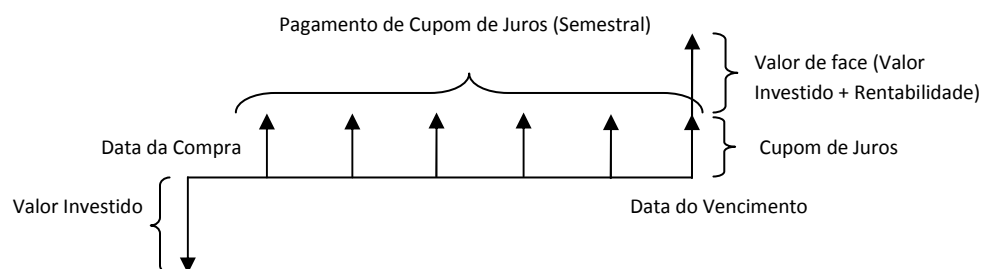 Pagamento de Cupom de Juros (Semestral)
Valor de face (Valor
Investido + Rentabilidade)
Data da Compra
Cupom de Juros
Valor Investido
Data do Vencimento